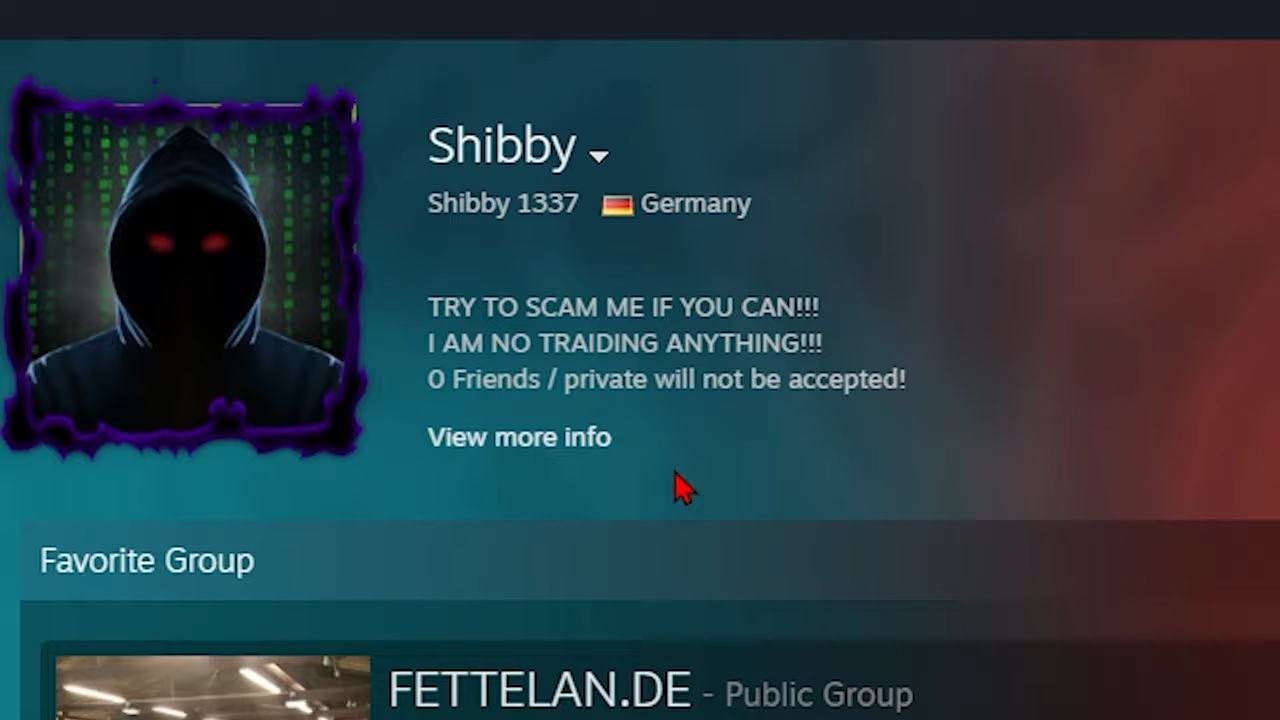 Shibby
Shibby 1337 Germany
TRY TO SCAM ME IF YOU CAN!!!
I AM NO TRAIDING ANYTHING!!!
0 Friends / private will not be accepted!
View more info
Favorite Group
FETTELAN.DE - Public Group